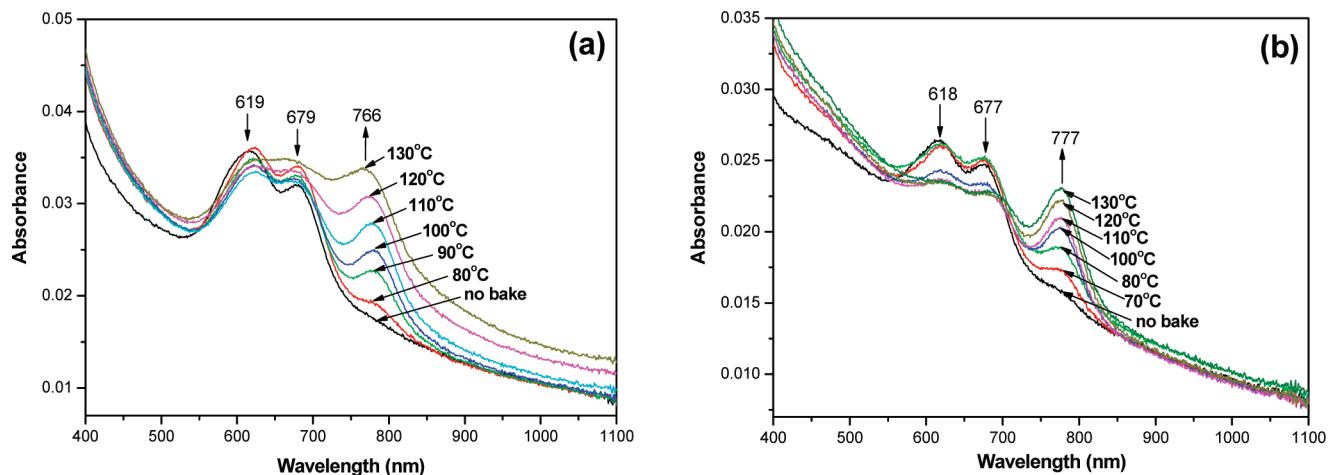 (a)
0.05
0.04
0.03
0.02
0.01
Absorbance
619
679
766
130°C
120°C
110°C
100°C
90°C
80°C
no bake
400 500 600 700 800 900 1000 1100
Wavelength (nm)
(b)
0.035
0.030
0.025
0.020
0.015
0.010
Absorbance
618
677
777
130°C
120°C
110°C
100°C
80°C
70°C
no bake
400 500 600 700 800 900 1000 1100
Wavelength (nm)